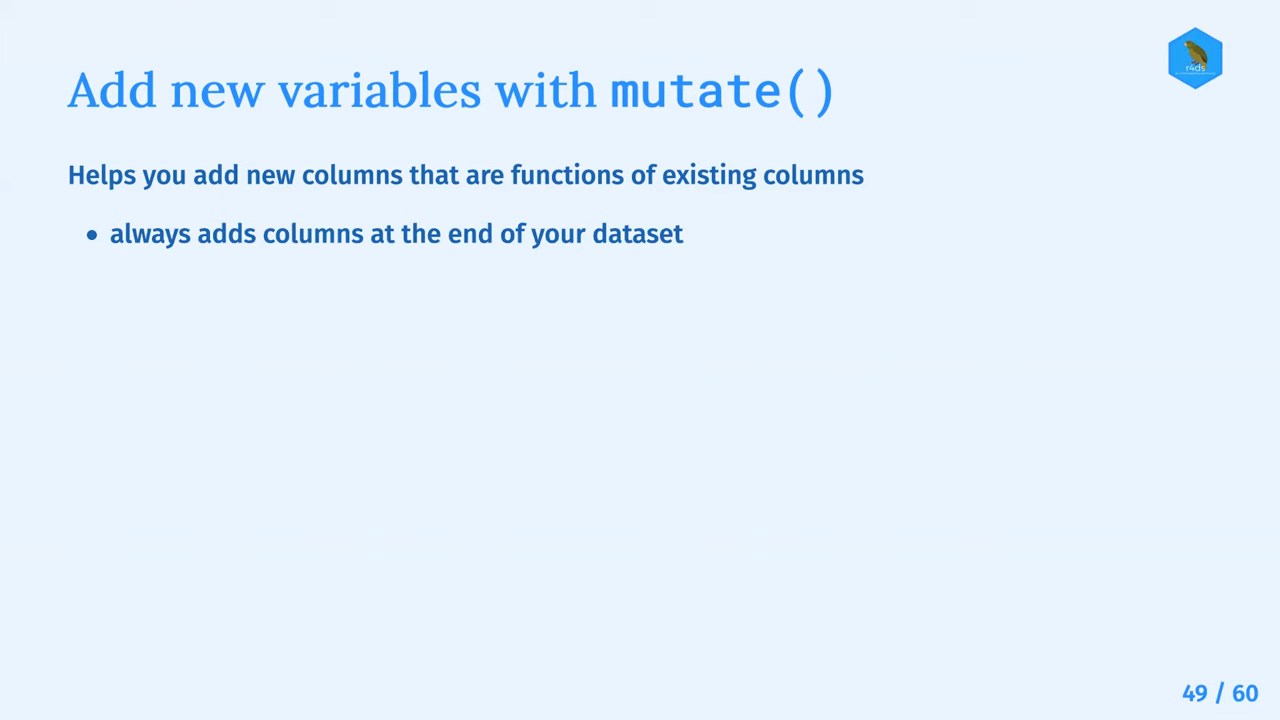 Add new variables with mutate()
r4ds
Helps you add new columns that are functions of existing columns
• always adds columns at the end of your dataset
49 / 60